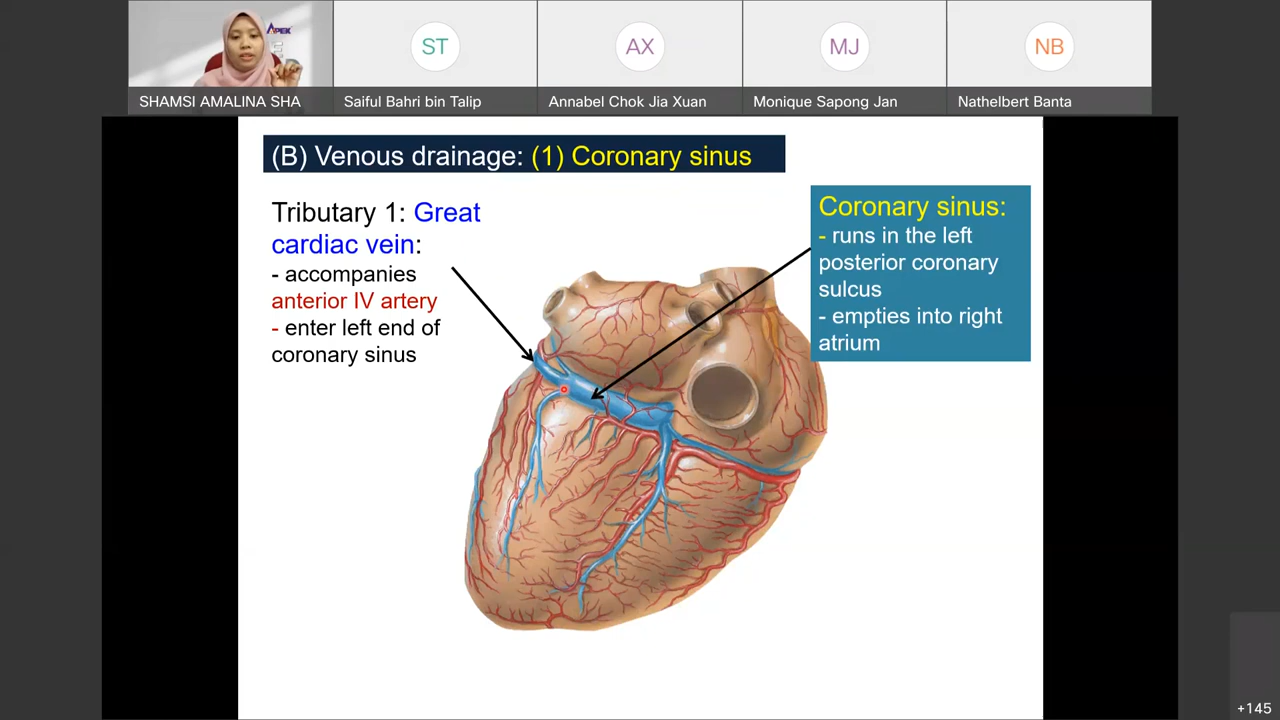 APEK
ST
AX
MJ
NB
SHAMSI AMALINA SHA
Saiful Bahri bin Talip
Annabel Chok Jia Xuan
Monique Sapong Jan
Nathelbert Banta
(B) Venous drainage: (1) Coronary sinus
Tributary 1: Great
cardiac vein:
- accompanies
anterior IV artery
- enter left end of
coronary sinus
Coronary sinus:
- runs in the left
posterior coronary
sulcus
- empties into right
atrium
+145